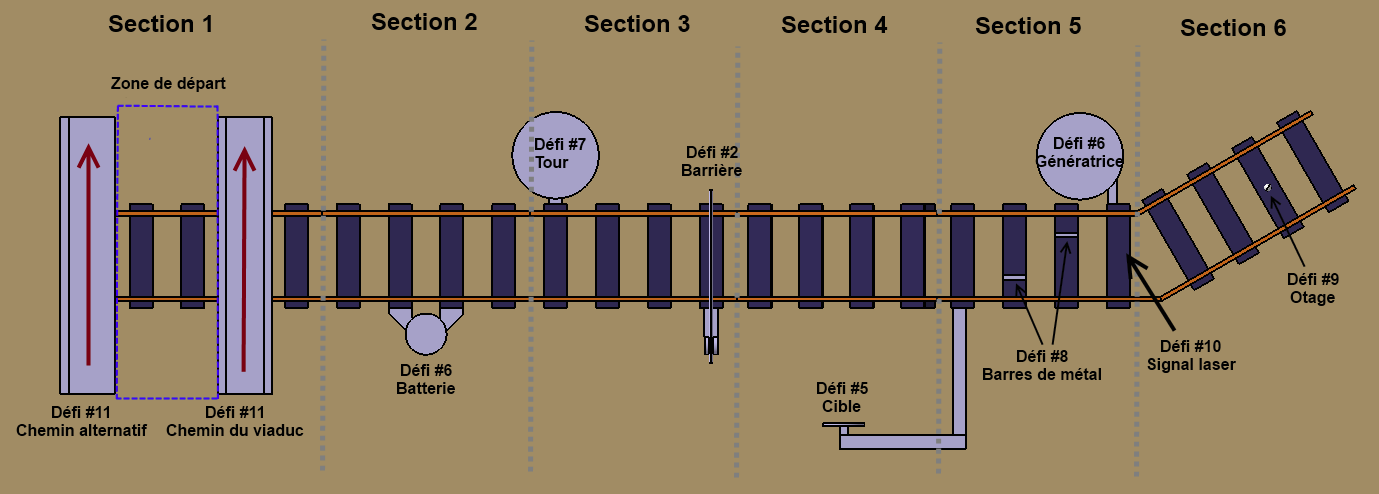 Section 1
Section 2
Section 3
Section 4
Section 5
Section 6
Zone de départ
Défi #7
Tour
Défi #2
Barrière
Défi #6
Génératrice
Défi #9
Otage
Défi #10
Signal laser
Défi #8
Barres de métal
Défi #6
Batterie
Défi #5
Cible
Défi #11
Chemin alternatif
Défi #11
Chemin du viaduc